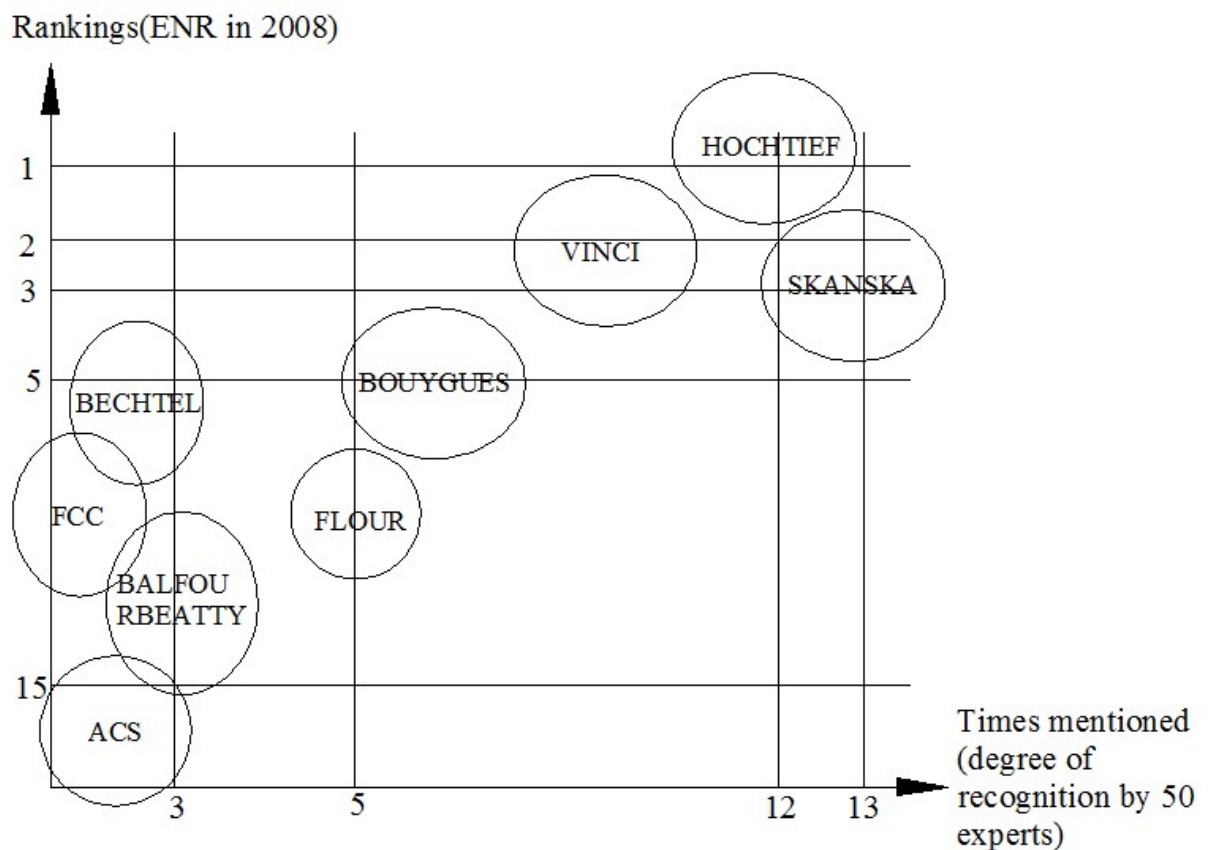 Rankings(ENR in 2008)
HOCHTIEF
1
2
VINCI
3
SKANSKA
5
BOUYGUES
BECHTEL
FCC
FLOUR
BALFOU
RBEATTY
15
ACS
Times mentioned
(degree of
recognition by 50
experts)
3
5
12
13